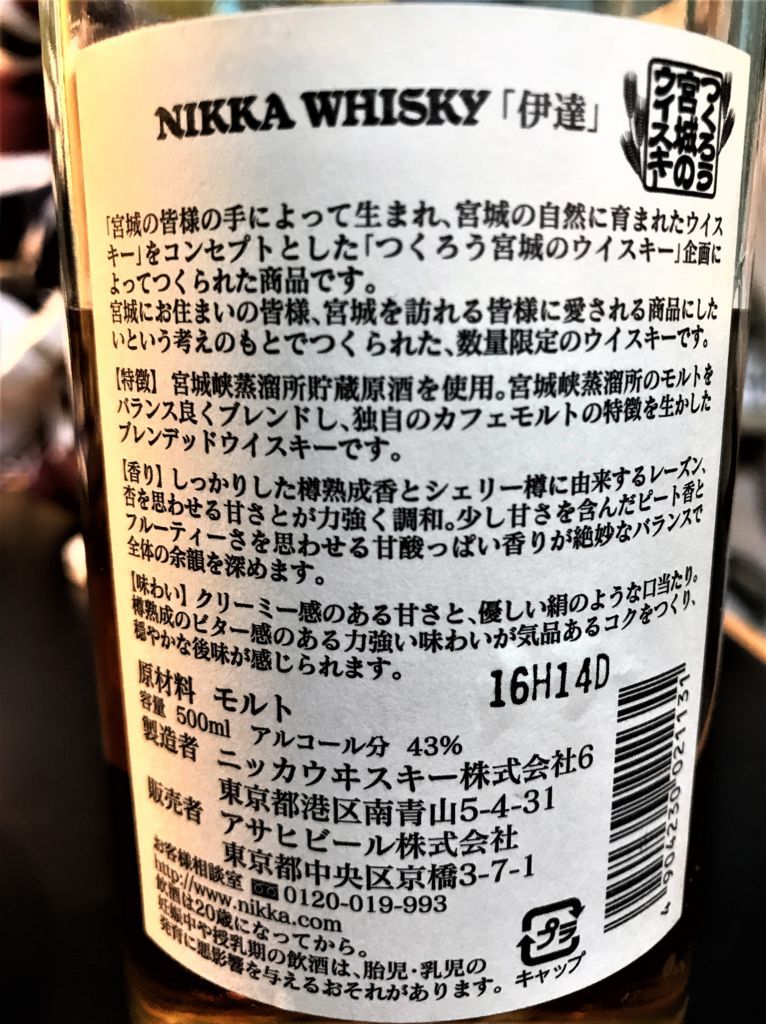 NIKKA WHISKY「伊達」
つくろう
宮城の
ウイスキー
「宮城の皆様の手によって生まれ、宮城の自然に育まれたウイス
キー」をコンセプトとした「つくろう宮城のウイスキー」企画に
よってつくられた商品です。
宮城にお住まいの皆様、宮城を訪れる皆様に愛される商品にした
いという考えのもとでつくられた、数量限定のウイスキーです。
【特徴】 宮城峡蒸溜所貯蔵原酒を使用。宮城峡蒸溜所のモルトを
バランス良くブレンドし、独自のカフェモルトの特徴を生かした
ブレンデッドウイスキーです。
【香り】 しっかりした樽熟成香とシェリー樽に由来するレーズン、
杏を思わせる甘さとが力強く調和。少し甘さを含んだピート香と
フルーティーさを思わせる甘酸っぱい香りが絶妙なバランスで
全体の余韻を深めます。
【味わい】 クリーミー感のある甘さと、優しい絹のような口当たり。
樽熟成のビター感のある力強い味わいが気品あるコクをつくり、
穏やかな後味が感じられます。
16H14D
原材料 モルト
容量 500ml アルコール分 43%
製造者 ニッカウヰスキー株式会社6
東京都港区南青山5-4-31
販売者 アサヒビール株式会社
東京都中央区京橋3-7-1
お客様相談室 0120-019-993
http://www.nikka.com
飲酒は20歳になってから。
妊娠中や授乳期の飲酒は、胎児・乳児の
発育に悪影響を与えるおそれがあります。
プラ
キャップ
4 904230 021131